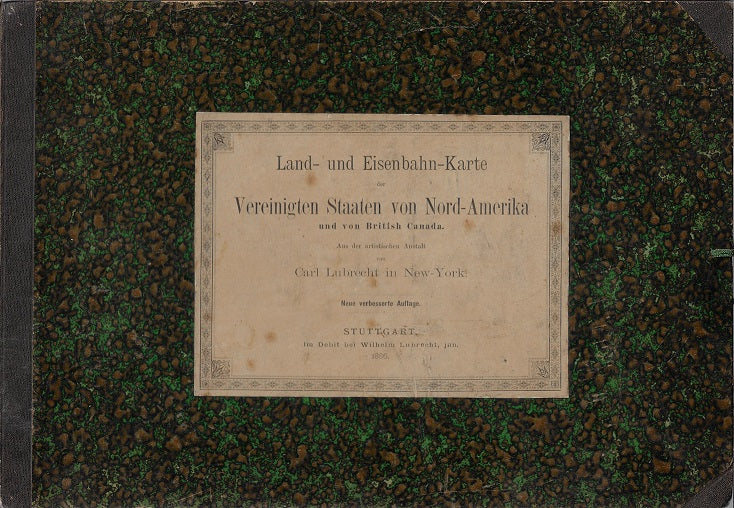 Land- und Eisenbahn-Karte
der
Vereinigten Staaten von Nord-Amerika
und von British Canada.
Aus der artistischen Anstalt
von
Carl Lubrecht in New-York.
Neue verbesserte Auflage.
STUTTGART.
Im Debit bei Wilhelm Lubrecht, jun.